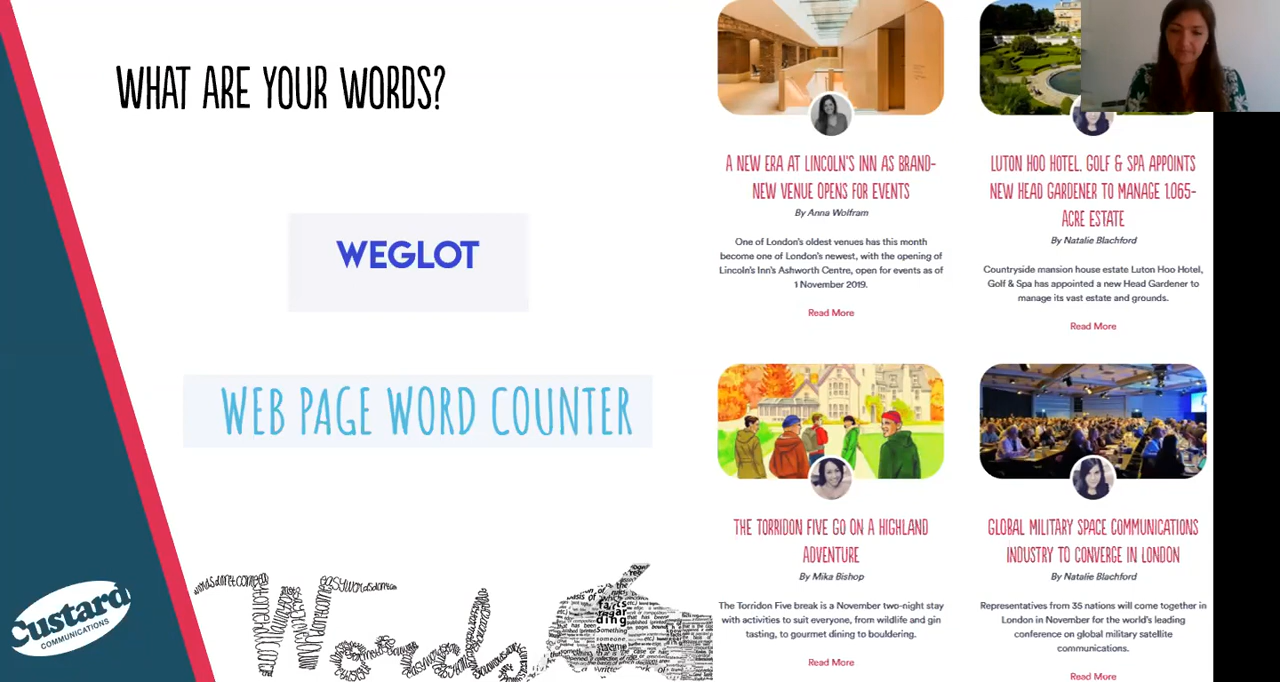 WHAT ARE YOUR WORDS?
WEGLOT
WEB PAGE WORD COUNTER
custard
COMMUNICATIONS
Words
facts
regar
ding
Something
someone
stateme
A NEW ERA AT LINCOLN'S INN AS BRAND-
NEW VENUE OPENS FOR EVENTS
By Anna Wolfram
One of London's oldest venues has this month
become one of London's newest, with the opening of
Lincoln's Inn's Ashworth Centre, open for events as of
1 November 2019.
Read More
LUTON HOO HOTEL, GOLF & SPA APPOINTS
NEW HEAD GARDENER TO MANAGE 1,065-
ACRE ESTATE
By Natalie Blachford
Countryside mansion house estate Luton Hoo Hotel,
Golf & Spa has appointed a new Head Gardener to
manage its vast estate and grounds.
Read More
THE TORRIDON FIVE GO ON A HIGHLAND
ADVENTURE
By Mika Bishop
The Torridon Five break is a November two-night stay
with activities to suit everyone, from wildlife and gin
tasting, to gourmet dining to bouldering.
Read More
GLOBAL MILITARY SPACE COMMUNICATIONS
INDUSTRY TO CONVERGE IN LONDON
By Natalie Blachford
Representatives from 35 nations will come together in
London in November for the world's leading
conference on global military satellite
communications.
Read More